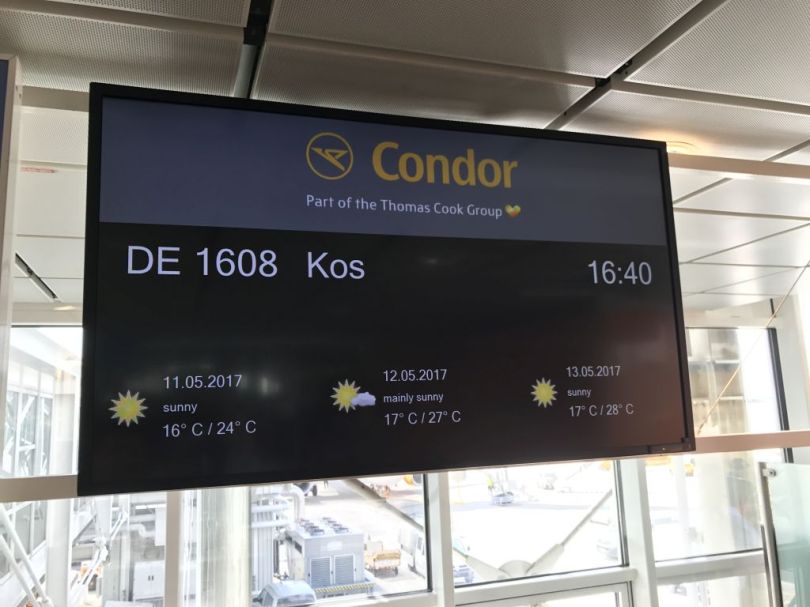 Condor
Part of the Thomas Cook Group
DE 1608 Kos 16:40
11.05.2017
sunny
16° C / 24° C
12.05.2017
mainly sunny
17° C / 27° C
13.05.2017
sunny
17° C / 28° C